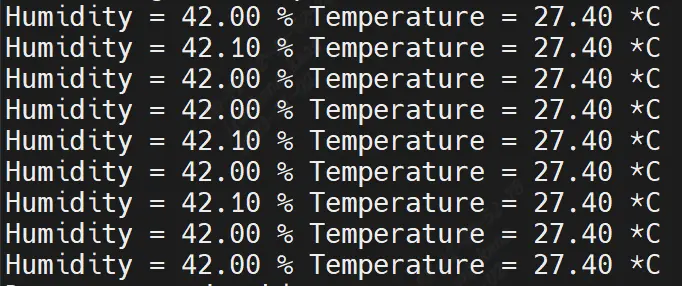 Humidity = 42.00 % Temperature = 27.40 *C
Humidity = 42.10 % Temperature = 27.40 *C
Humidity = 42.00 % Temperature = 27.40 *C
Humidity = 42.00 % Temperature = 27.40 *C
Humidity = 42.10 % Temperature = 27.40 *C
Humidity = 42.00 % Temperature = 27.40 *C
Humidity = 42.10 % Temperature = 27.40 *C
Humidity = 42.00 % Temperature = 27.40 *C
Humidity = 42.00 % Temperature = 27.40 *C